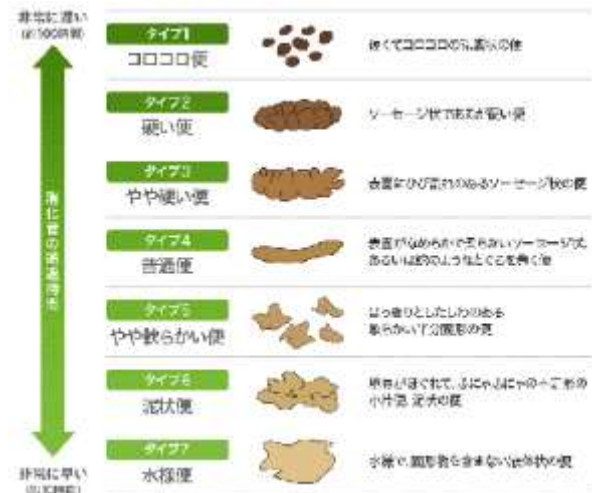 非常に遅い
(約100時間)
消化管の通過時間
非常に早い
タイプ1
コロコロ便
硬くてコロコロの
の便
タイプ2
硬い便
ソーセージ状であるが硬い便
タイプ3
やや硬い便
表面にひび割れのあるソーセージ状の便
タイプ4
普通便
表面がなめらかで柔らかいソーセージ状、
あるいは蛇のようなとぐろを巻く便
タイプ5
やや軟らかい便
はっきりとしたしわのある
軟らかい半分固形の便
タイプ6
泥状便
ふにゃふにゃの不定形の
小片便、泥状の便
タイプ7
水様便
水様で、固形物を含まない液体状の便